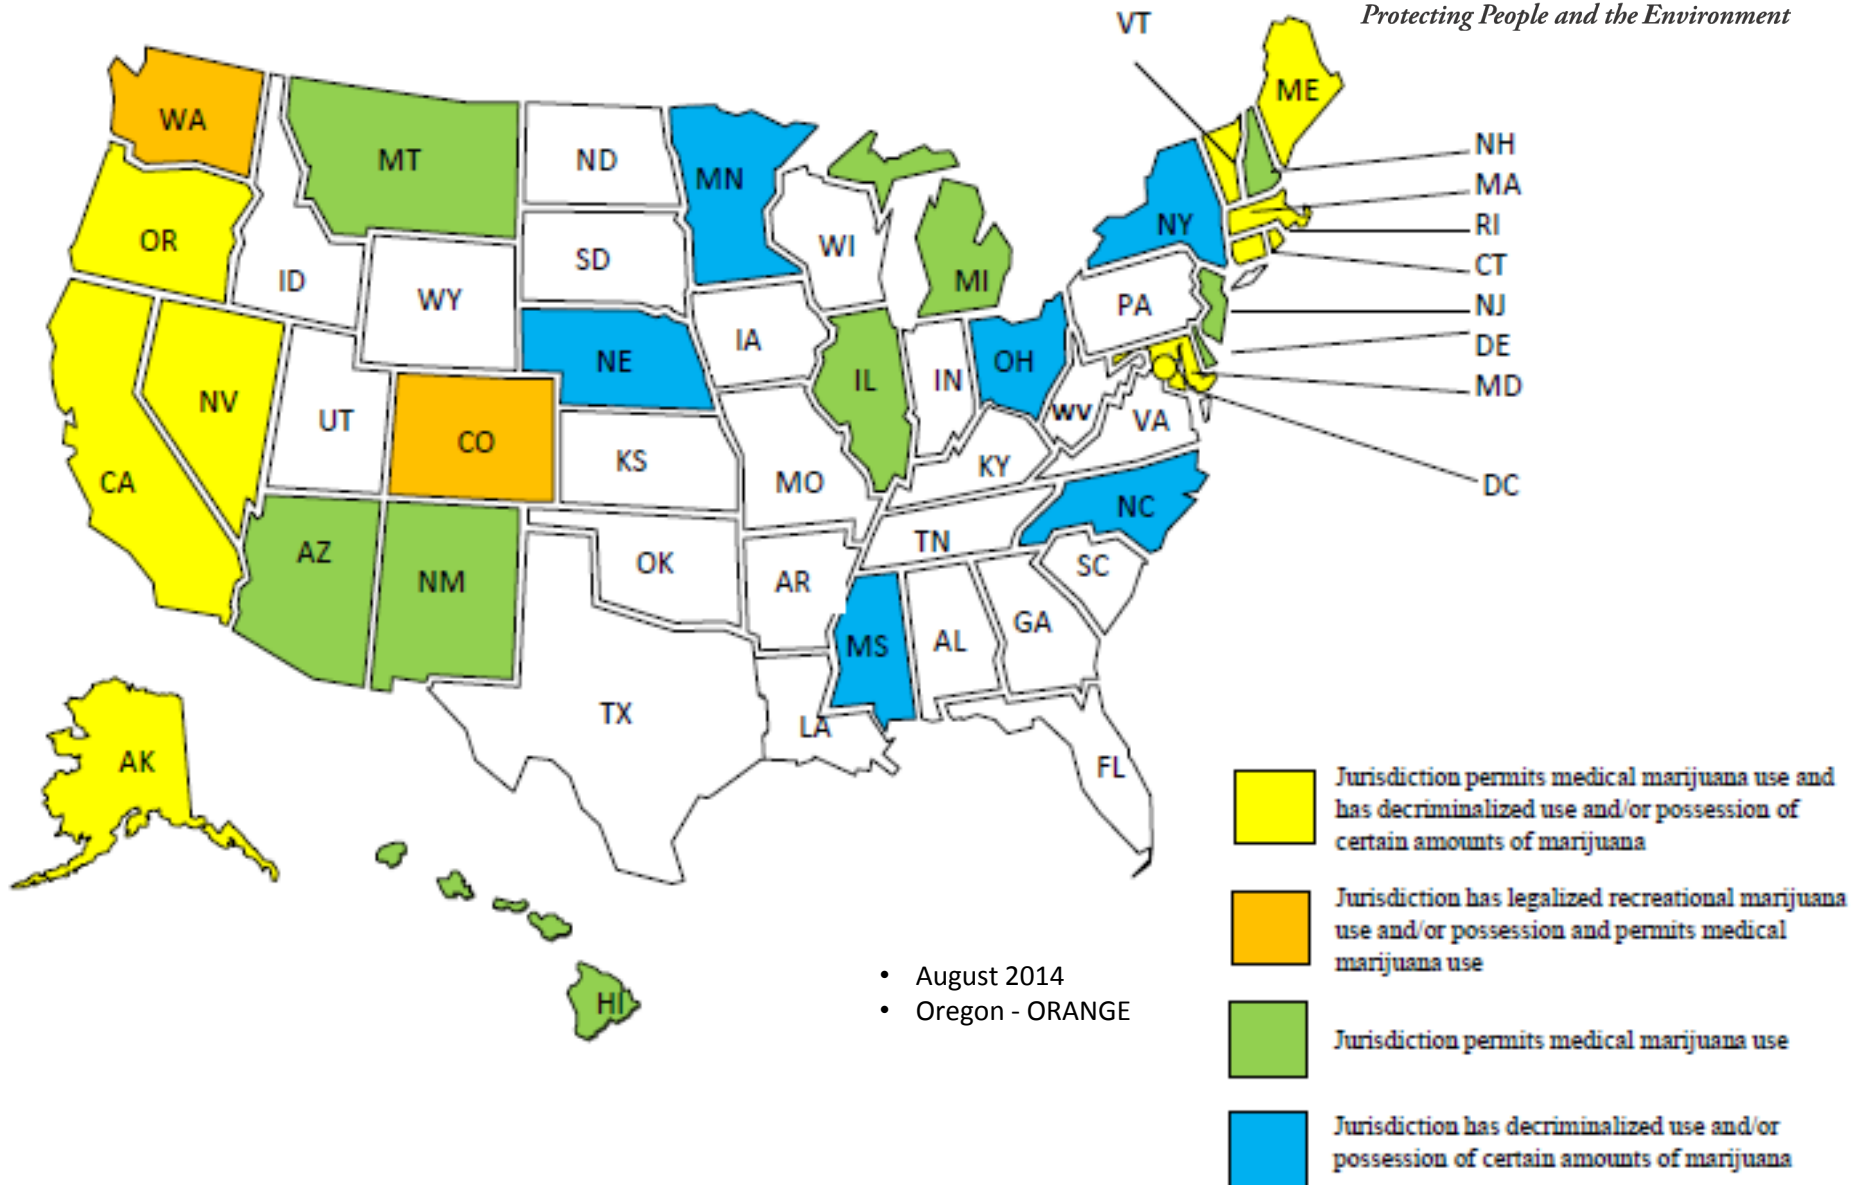 Protecting People and the Environment
VT
ME
WA
MT
ND
MN
NH
MA
OR
NY
RI
WI
SD
CT
ID
MI
WY
PA
NJ
IA
DE
NE
OH
IL
IN
MD
NV
UT
WV
VA
CO
KS
KY
CA
MO
DC
NC
AZ
TN
OK
SC
NM
AR
GA
MS
AL
TX
LA
AK
FL
HI
• August 2014
• Oregon - ORANGE
Jurisdiction permits medical marijuana use and
has decriminalized use and/or possession of
certain amounts of marijuana
Jurisdiction has legalized recreational marijuana
use and/or possession and permits medical
marijuana use
Jurisdiction permits medical marijuana use
Jurisdiction has decriminalized use and/or
possession of certain amounts of marijuana